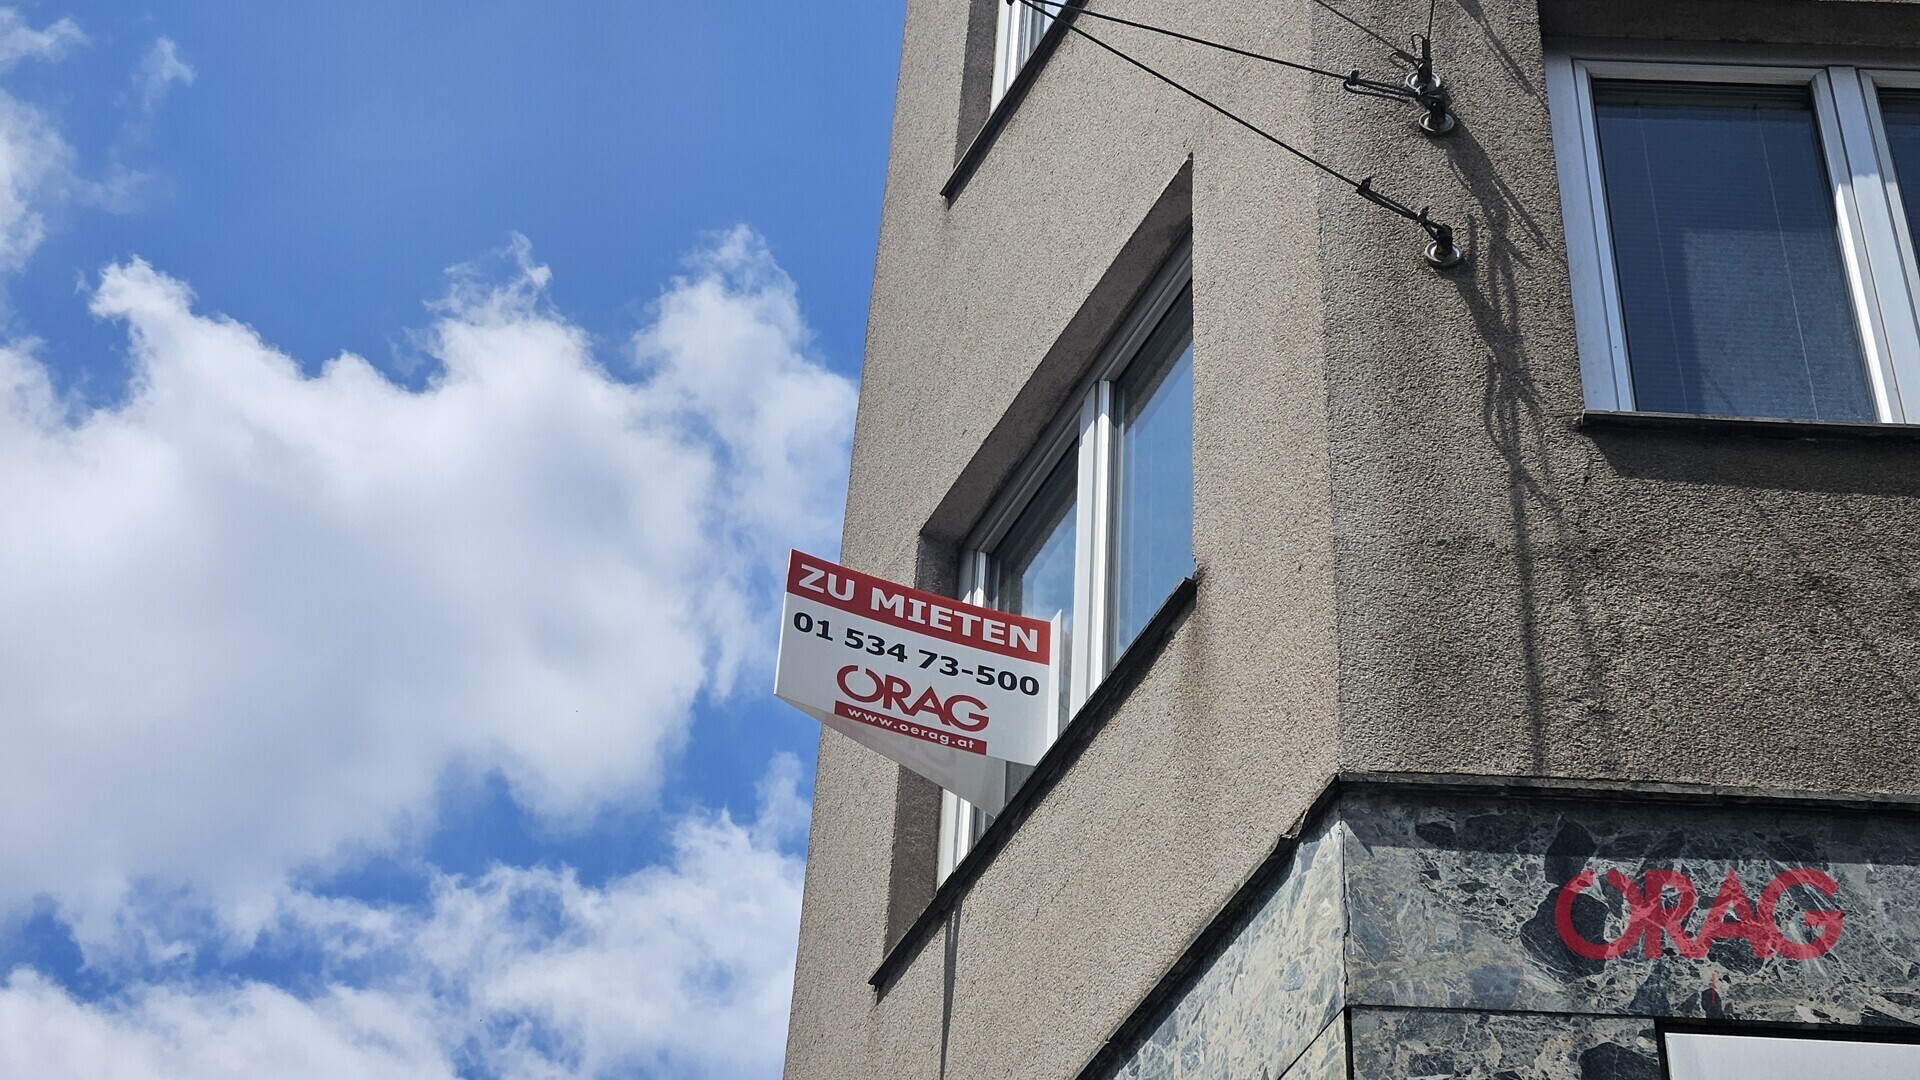 ZU MIETEN
01 534 73-500
ÖRAG
www.oerag.at
ÖRAG